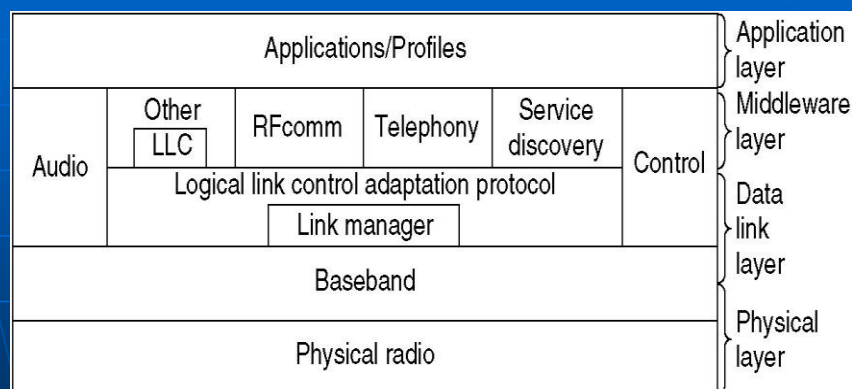 Applications/Profiles
Application
layer
Audio
Other
LLC
RFcomm
Telephony
Service
discovery
Control
Middleware
layer
Logical link control adaptation protocol
Link manager
Data
link
layer
Baseband
Physical radio
Physical
layer